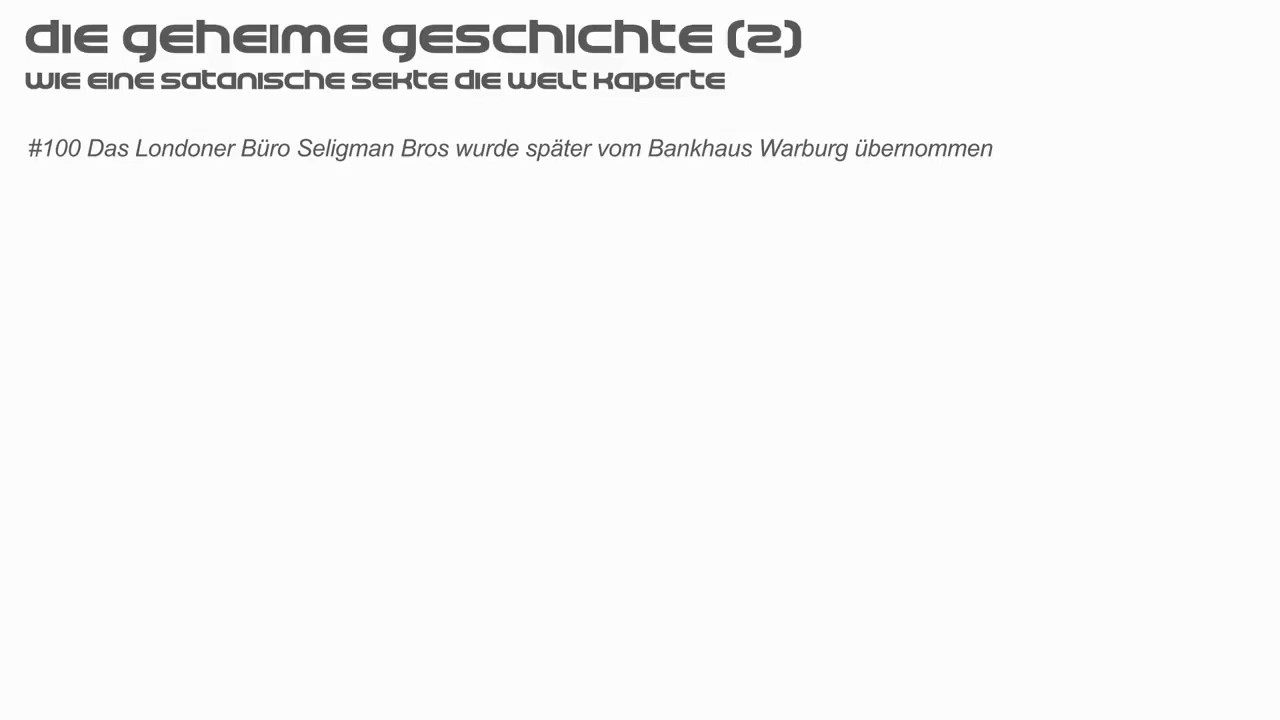 Die Geheime Geschichte (2)
Wie eine satanische Sekte die Welt kaperte
#100 Das Londoner Büro Seligman Bros wurde später vom Bankhaus Warburg übernommen